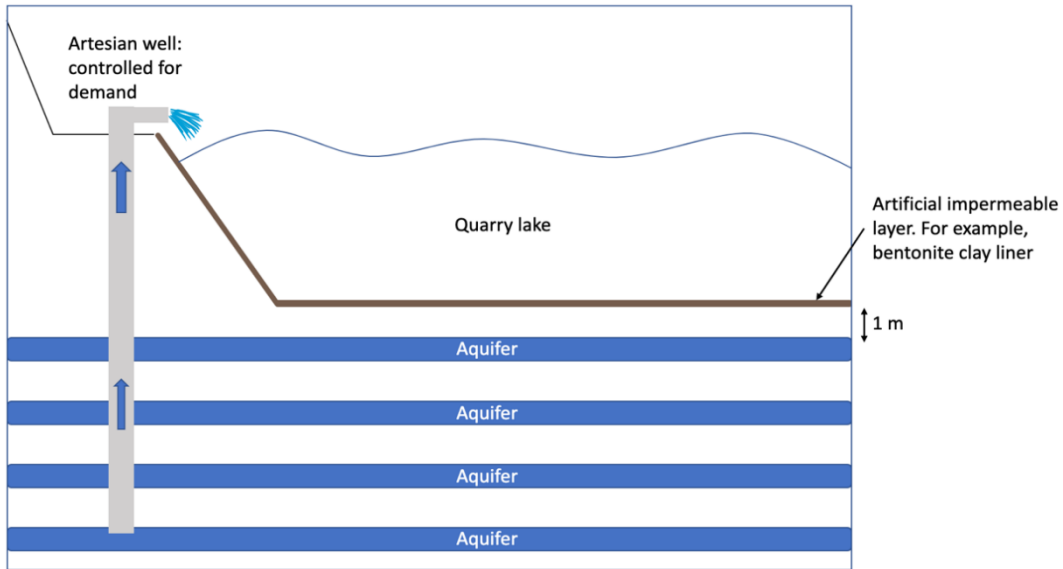 Artesian well:
controlled for
demand
Quarry lake
Artificial impermeable
layer. For example,
bentonite clay liner
1 m
Aquifer
Aquifer
Aquifer
Aquifer